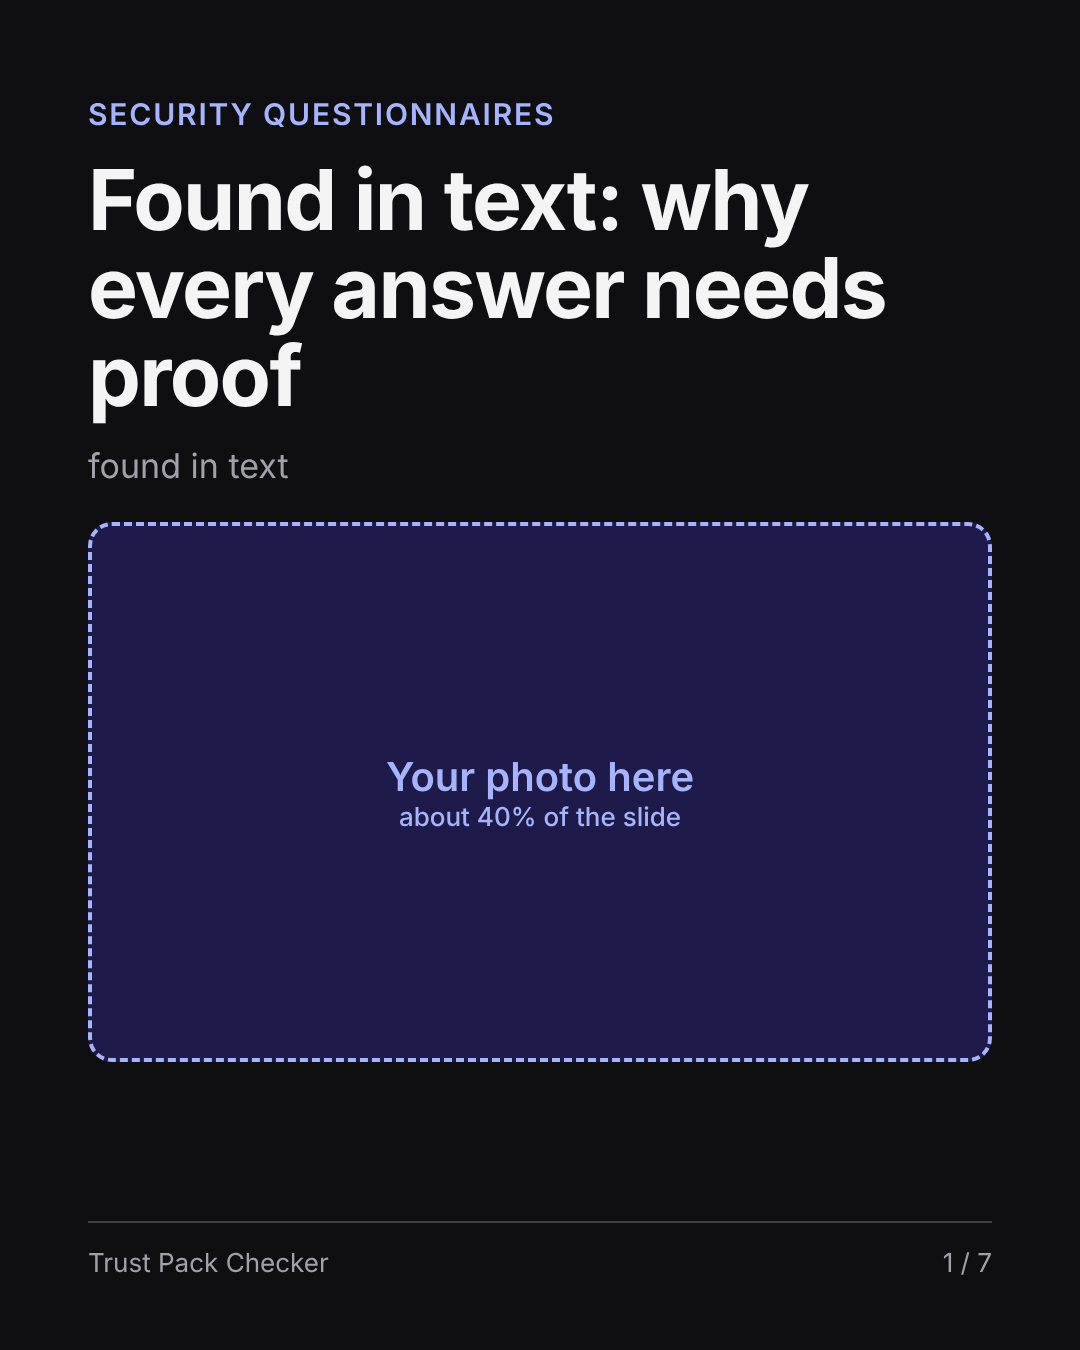 SECURITY QUESTIONNAIRES
Found in text: why
every answer needs
proof
found in text
Your photo here
about 40% of the slide
Trust Pack Checker
1 / 7